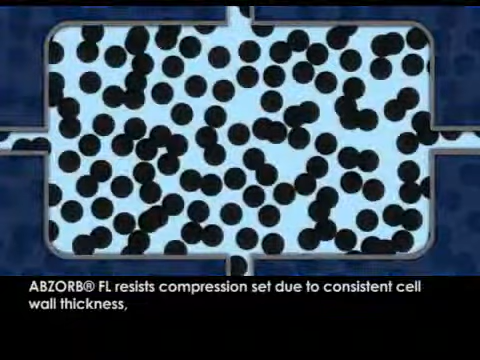 ABZORB® FL resists compression set due to consistent cell
wall thickness,